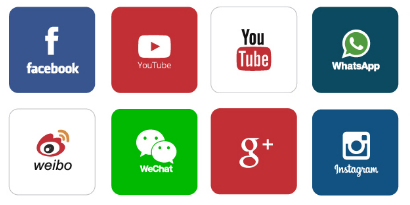 f
facebook
YouTube
You
Tube
WhatsApp
weibo
WeChat
g+
Instagram